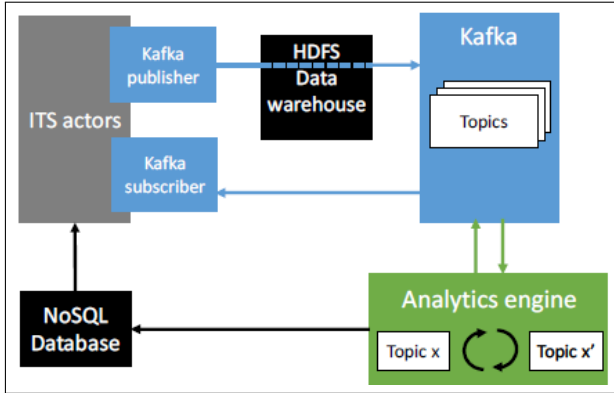 Kafka
publisher
HDFS
Data
warehouse
Kafka
Topics
ITS actors
Kafka
subscriber
NoSQL
Database
Analytics engine
Topic x
Topic x'